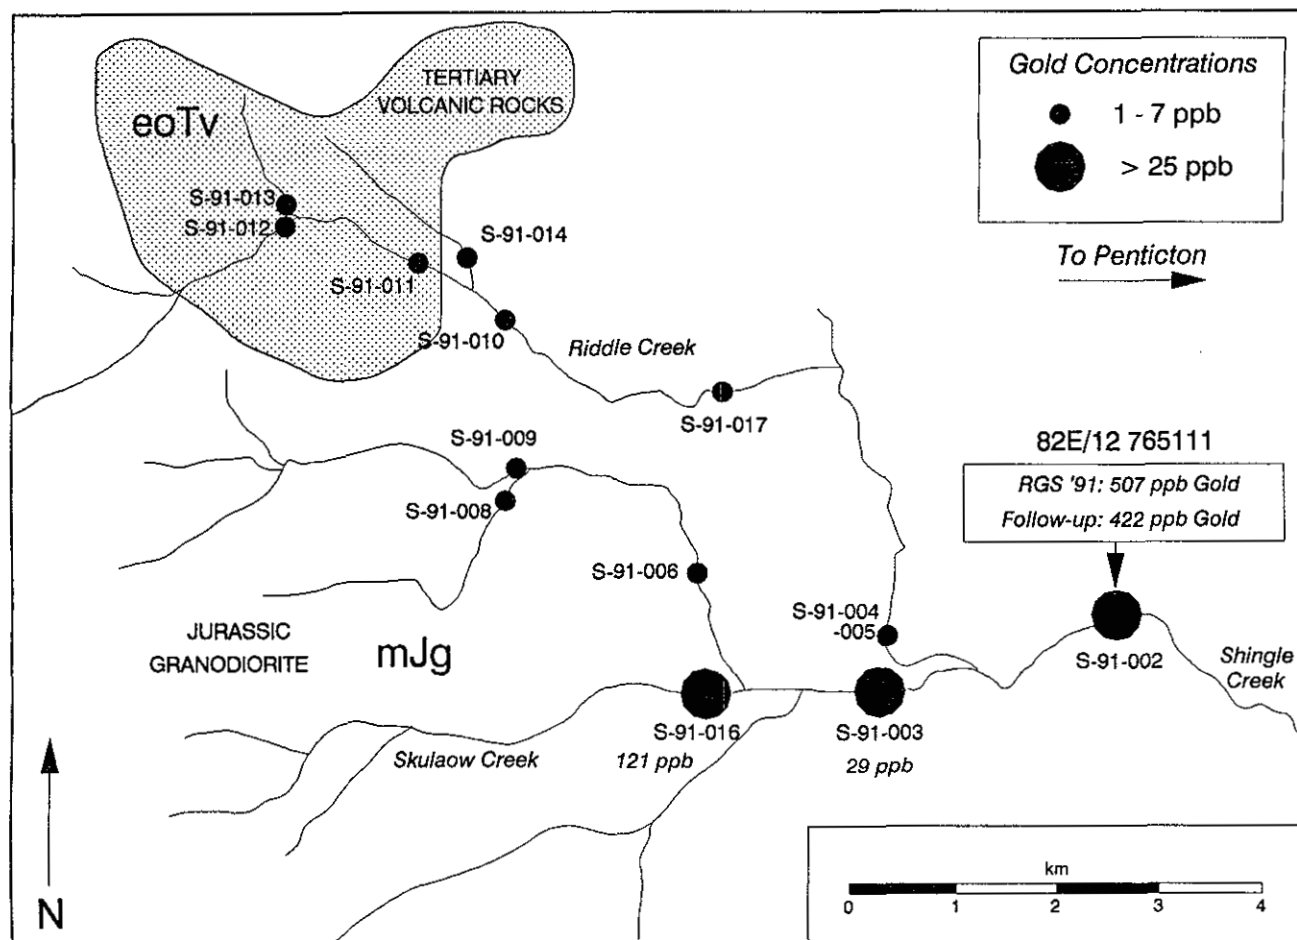 TERTIARY
VOLCANIC ROCKS
eoTv
Gold Concentrations
1 - 7 ppb
> 25 ppb
To Penticton
S-91-013
S-91-012
S-91-014
S-91-011
S-91-010
Riddle Creek
S-91-017
S-91-009
S-91-008
82E/12 765111
RGS '91: 507 ppb Gold
Follow-up: 422 ppb Gold
S-91-006
S-91-004
-005
JURASSIC
GRANODIORITE
mJg
S-91-002
Shingle
Creek
S-91-016
121 ppb
S-91-003
29 ppb
Skulaow Creek
N
km
0 1 2 3 4